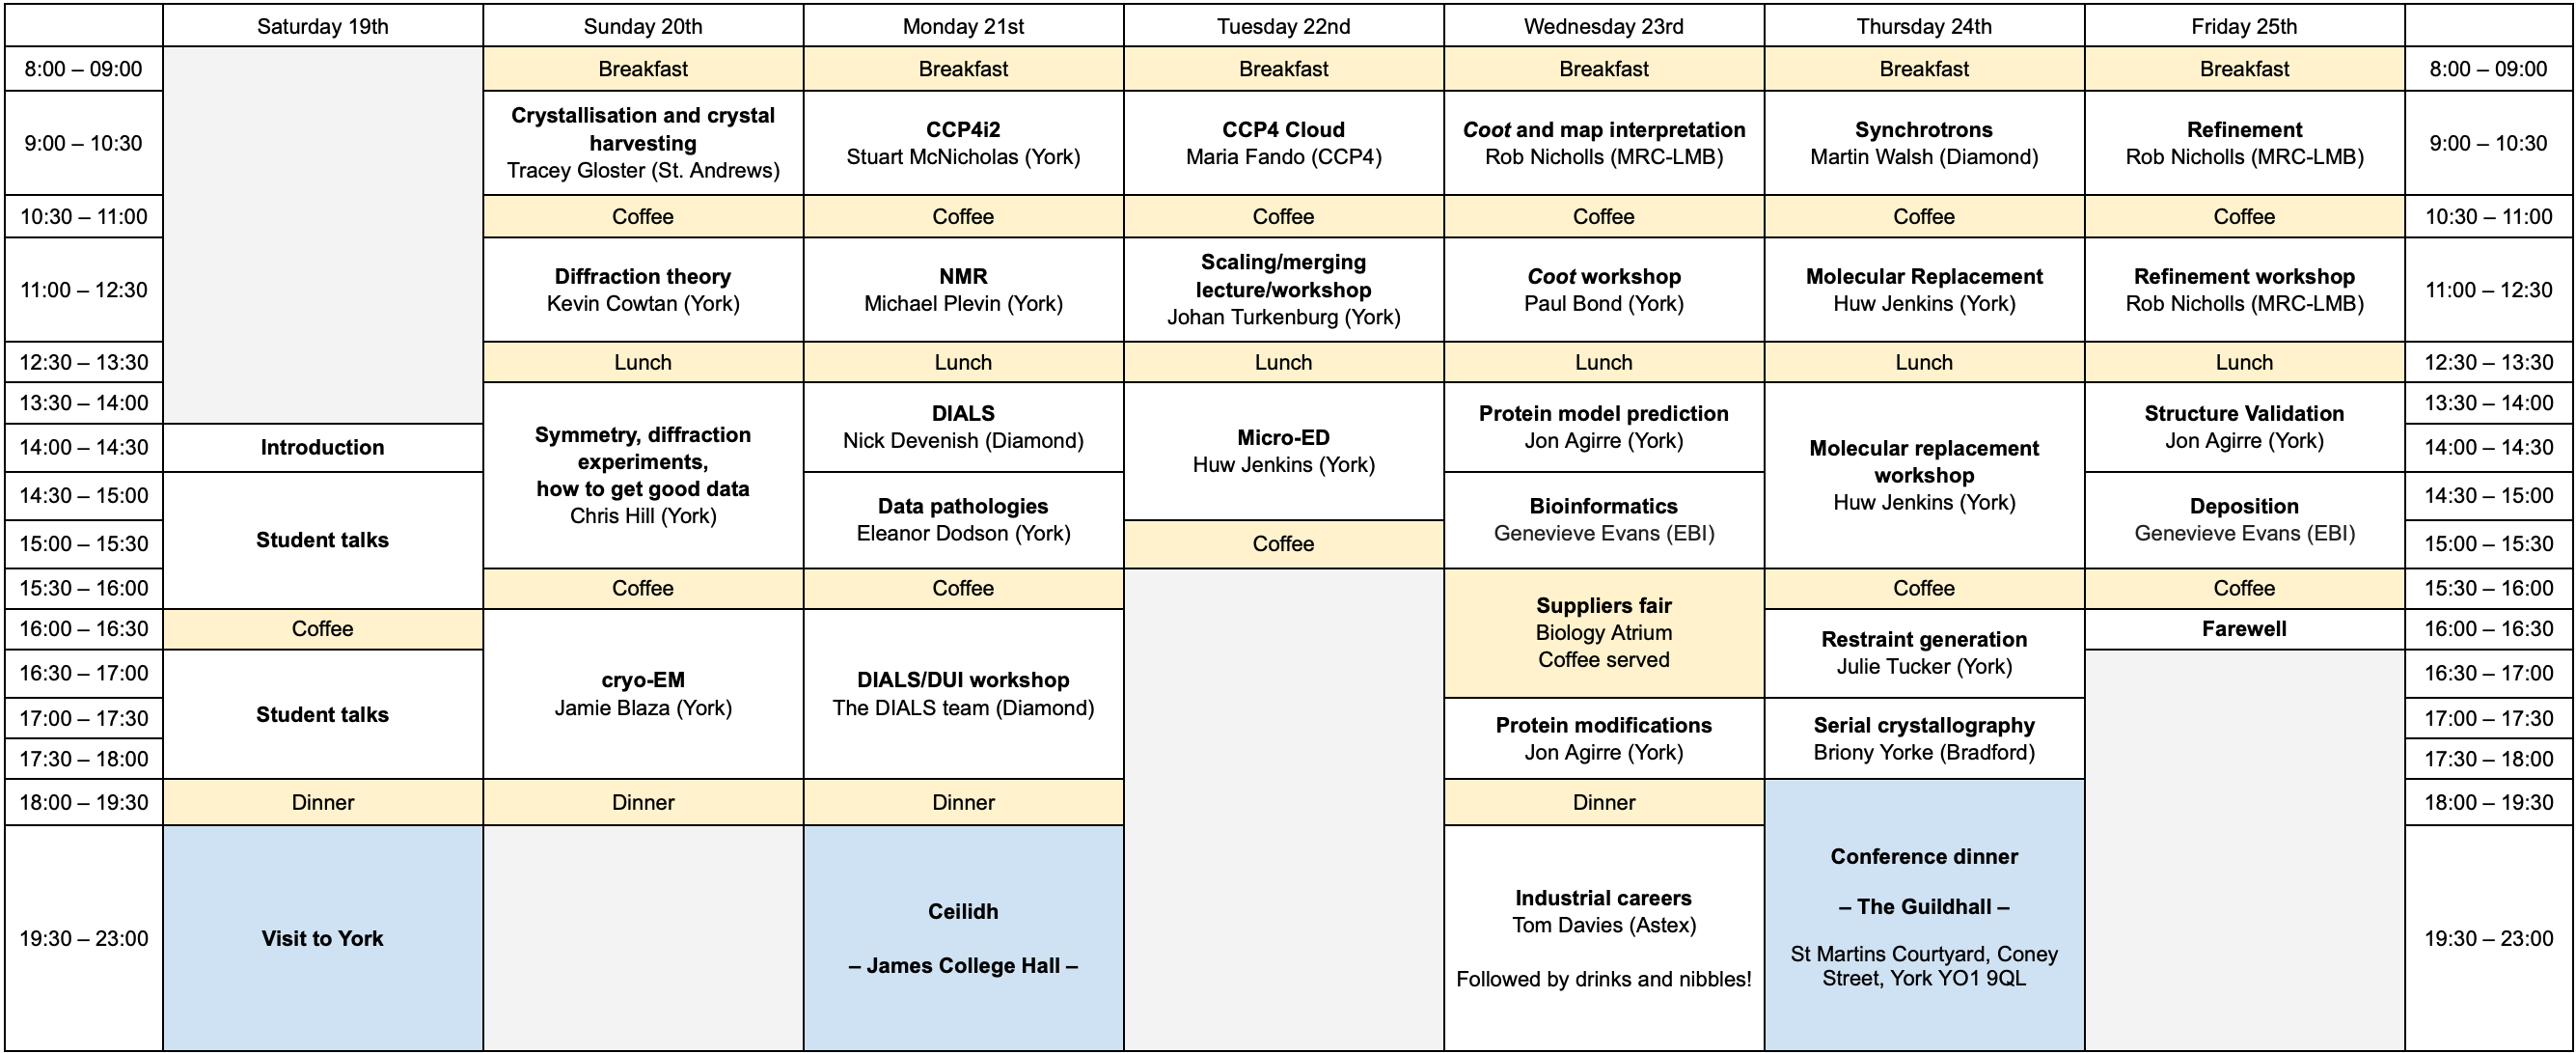 Saturday 19th
Sunday 20th
Monday 21st
Tuesday 22nd
Wednesday 23rd
Thursday 24th
Friday 25th
8:00 – 09:00
Breakfast
Breakfast
Breakfast
Breakfast
Breakfast
Breakfast
8:00 – 09:00
9:00 – 10:30
Crystallisation and crystal
harvesting
Tracey Gloster (St. Andrews)
CCP4i2
Stuart McNicholas (York)
CCP4 Cloud
Maria Fando (CCP4)
Coot and map interpretation
Rob Nicholls (MRC-LMB)
Synchrotrons
Martin Walsh (Diamond)
Refinement
Rob Nicholls (MRC-LMB)
9:00 – 10:30
10:30 – 11:00
Coffee
Coffee
Coffee
Coffee
Coffee
Coffee
10:30 – 11:00
11:00 – 12:30
Diffraction theory
Kevin Cowtan (York)
NMR
Michael Plevin (York)
Scaling/merging
lecture/workshop
Johan Turkenburg (York)
Coot workshop
Paul Bond (York)
Molecular Replacement
Huw Jenkins (York)
Refinement workshop
Rob Nicholls (MRC-LMB)
11:00 – 12:30
12:30 – 13:30
Lunch
Lunch
Lunch
Lunch
Lunch
Lunch
12:30 – 13:30
13:30 – 14:00
Symmetry, diffraction
experiments,
how to get good data
Chris Hill (York)
DIALS
Nick Devenish (Diamond)
Micro-ED
Huw Jenkins (York)
Protein model prediction
Jon Agirre (York)
Molecular replacement
workshop
Huw Jenkins (York)
Structure Validation
Jon Agirre (York)
13:30 – 14:00
14:00 – 14:30
Introduction
14:00 – 14:30
14:30 – 15:00
Student talks
Data pathologies
Eleanor Dodson (York)
Bioinformatics
Genevieve Evans (EBI)
Deposition
Genevieve Evans (EBI)
14:30 – 15:00
15:00 – 15:30
Coffee
15:00 – 15:30
15:30 – 16:00
Coffee
Coffee
Suppliers fair
Biology Atrium
Coffee served
Coffee
Coffee
15:30 – 16:00
16:00 – 16:30
Coffee
cryo-EM
Jamie Blaza (York)
DIALS/DUI workshop
The DIALS team (Diamond)
Restraint generation
Julie Tucker (York)
Farewell
16:00 – 16:30
16:30 – 17:00
Student talks
16:30 – 17:00
17:00 – 17:30
Protein modifications
Jon Agirre (York)
Serial crystallography
Briony Yorke (Bradford)
17:00 – 17:30
17:30 – 18:00
17:30 – 18:00
18:00 – 19:30
Dinner
Dinner
Dinner
Dinner
Conference dinner
– The Guildhall –
St Martins Courtyard, Coney
Street, York YO1 9QL
18:00 – 19:30
19:30 – 23:00
Visit to York
Ceilidh
– James College Hall –
Industrial careers
Tom Davies (Astex)
Followed by drinks and nibbles!
19:30 – 23:00